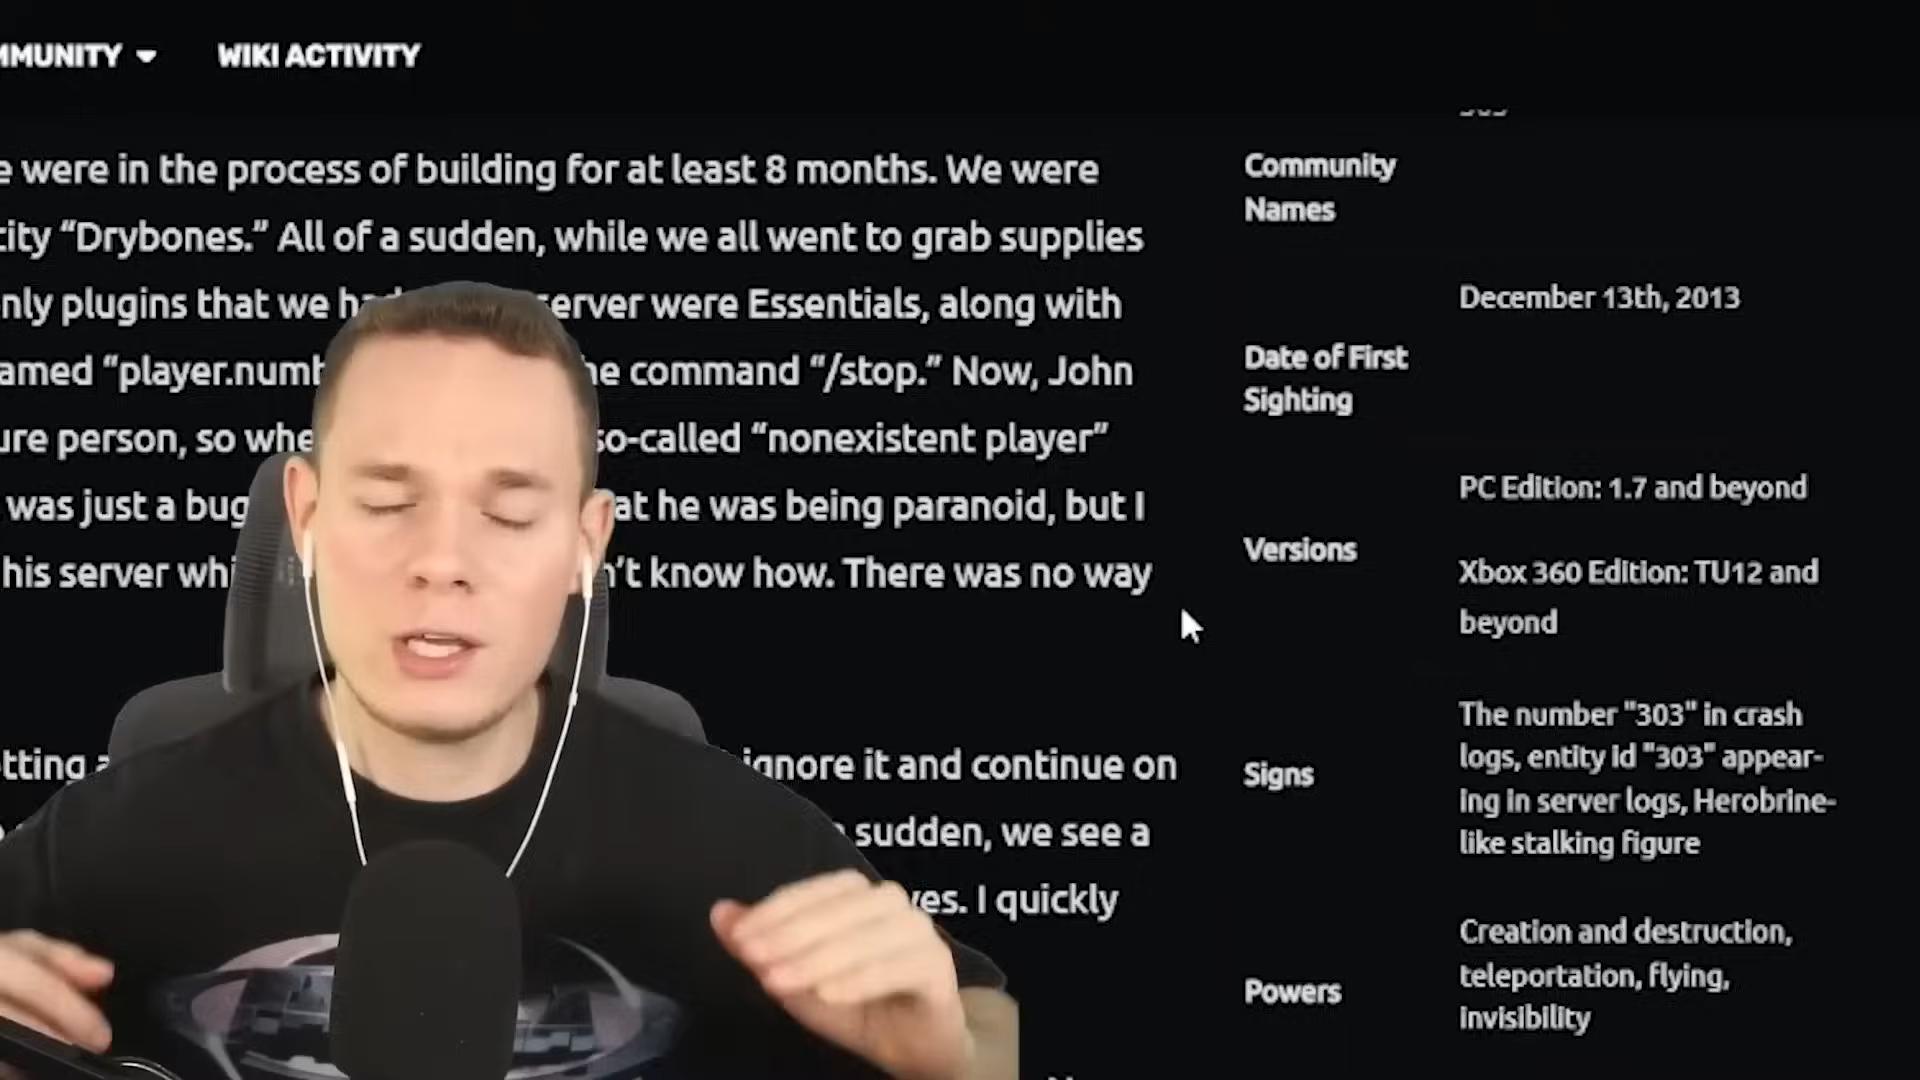 MMUNITY
WIKI ACTIVITY
e were in the process of building for at least 8 months. We were
city “Drybones.” All of a sudden, while we all went to grab supplies
nly plugins that we had server were Essentials, along with
amed “player.numb he command “/stop.” Now, John
ure person, so whe so-called “nonexistent player”
was just a bug at he was being paranoid, but I
his server whi n’t know how. There was no way
tting a ignore it and continue on
sudden, we see a
yes. I quickly
Community
Names
December 13th, 2013
Date of First
Sighting
PC Edition: 1.7 and beyond
Versions
Xbox 360 Edition: TU12 and
beyond
The number "303" in crash
logs, entity id "303" appear-
Signs
ing in server logs, Herobrine-
like stalking figure
Creation and destruction,
teleportation, flying,
Powers
invisibility